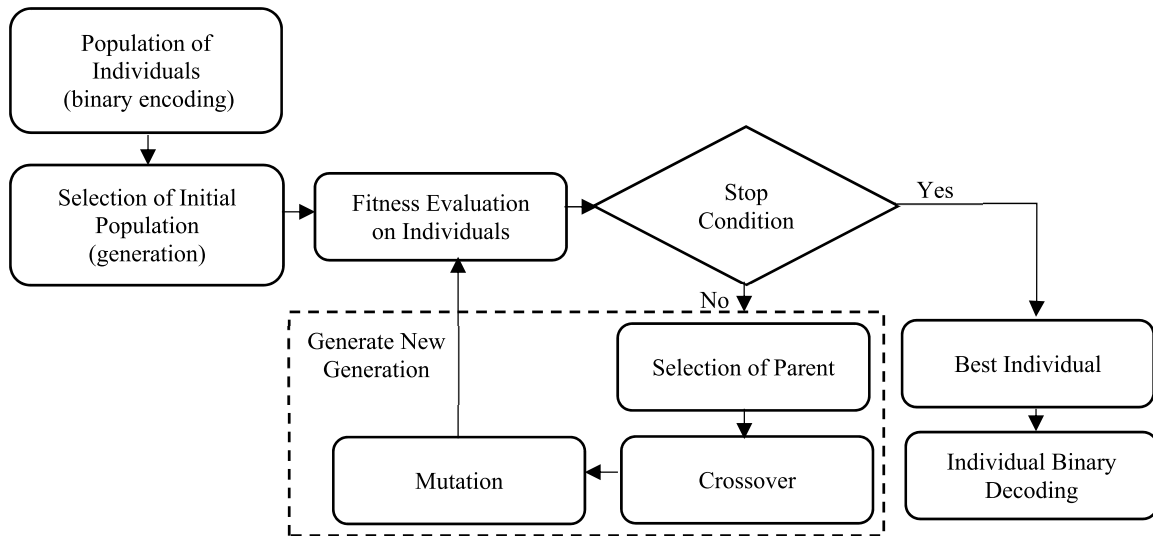 Population of
Individuals
(binary encoding)
Selection of Initial
Population
(generation)
Fitness Evaluation
on Individuals
Stop
Condition
Yes
No
Generate New
Generation
Selection of Parent
Best Individual
Mutation
Crossover
Individual Binary
Decoding